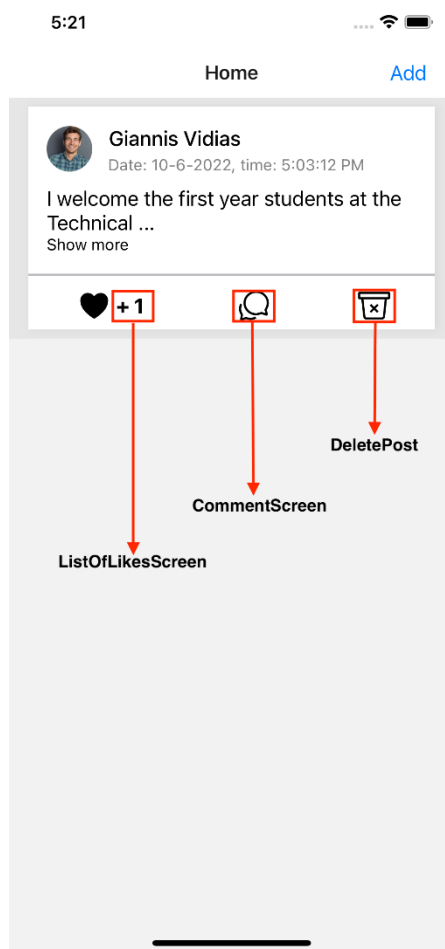 5:21
Home
Add
Giannis Vidias
Date: 10-6-2022, time: 5:03:12 PM
I welcome the first year students at the
Technical ...
Show more
+ 1
DeletePost
CommentScreen
ListOfLikesScreen